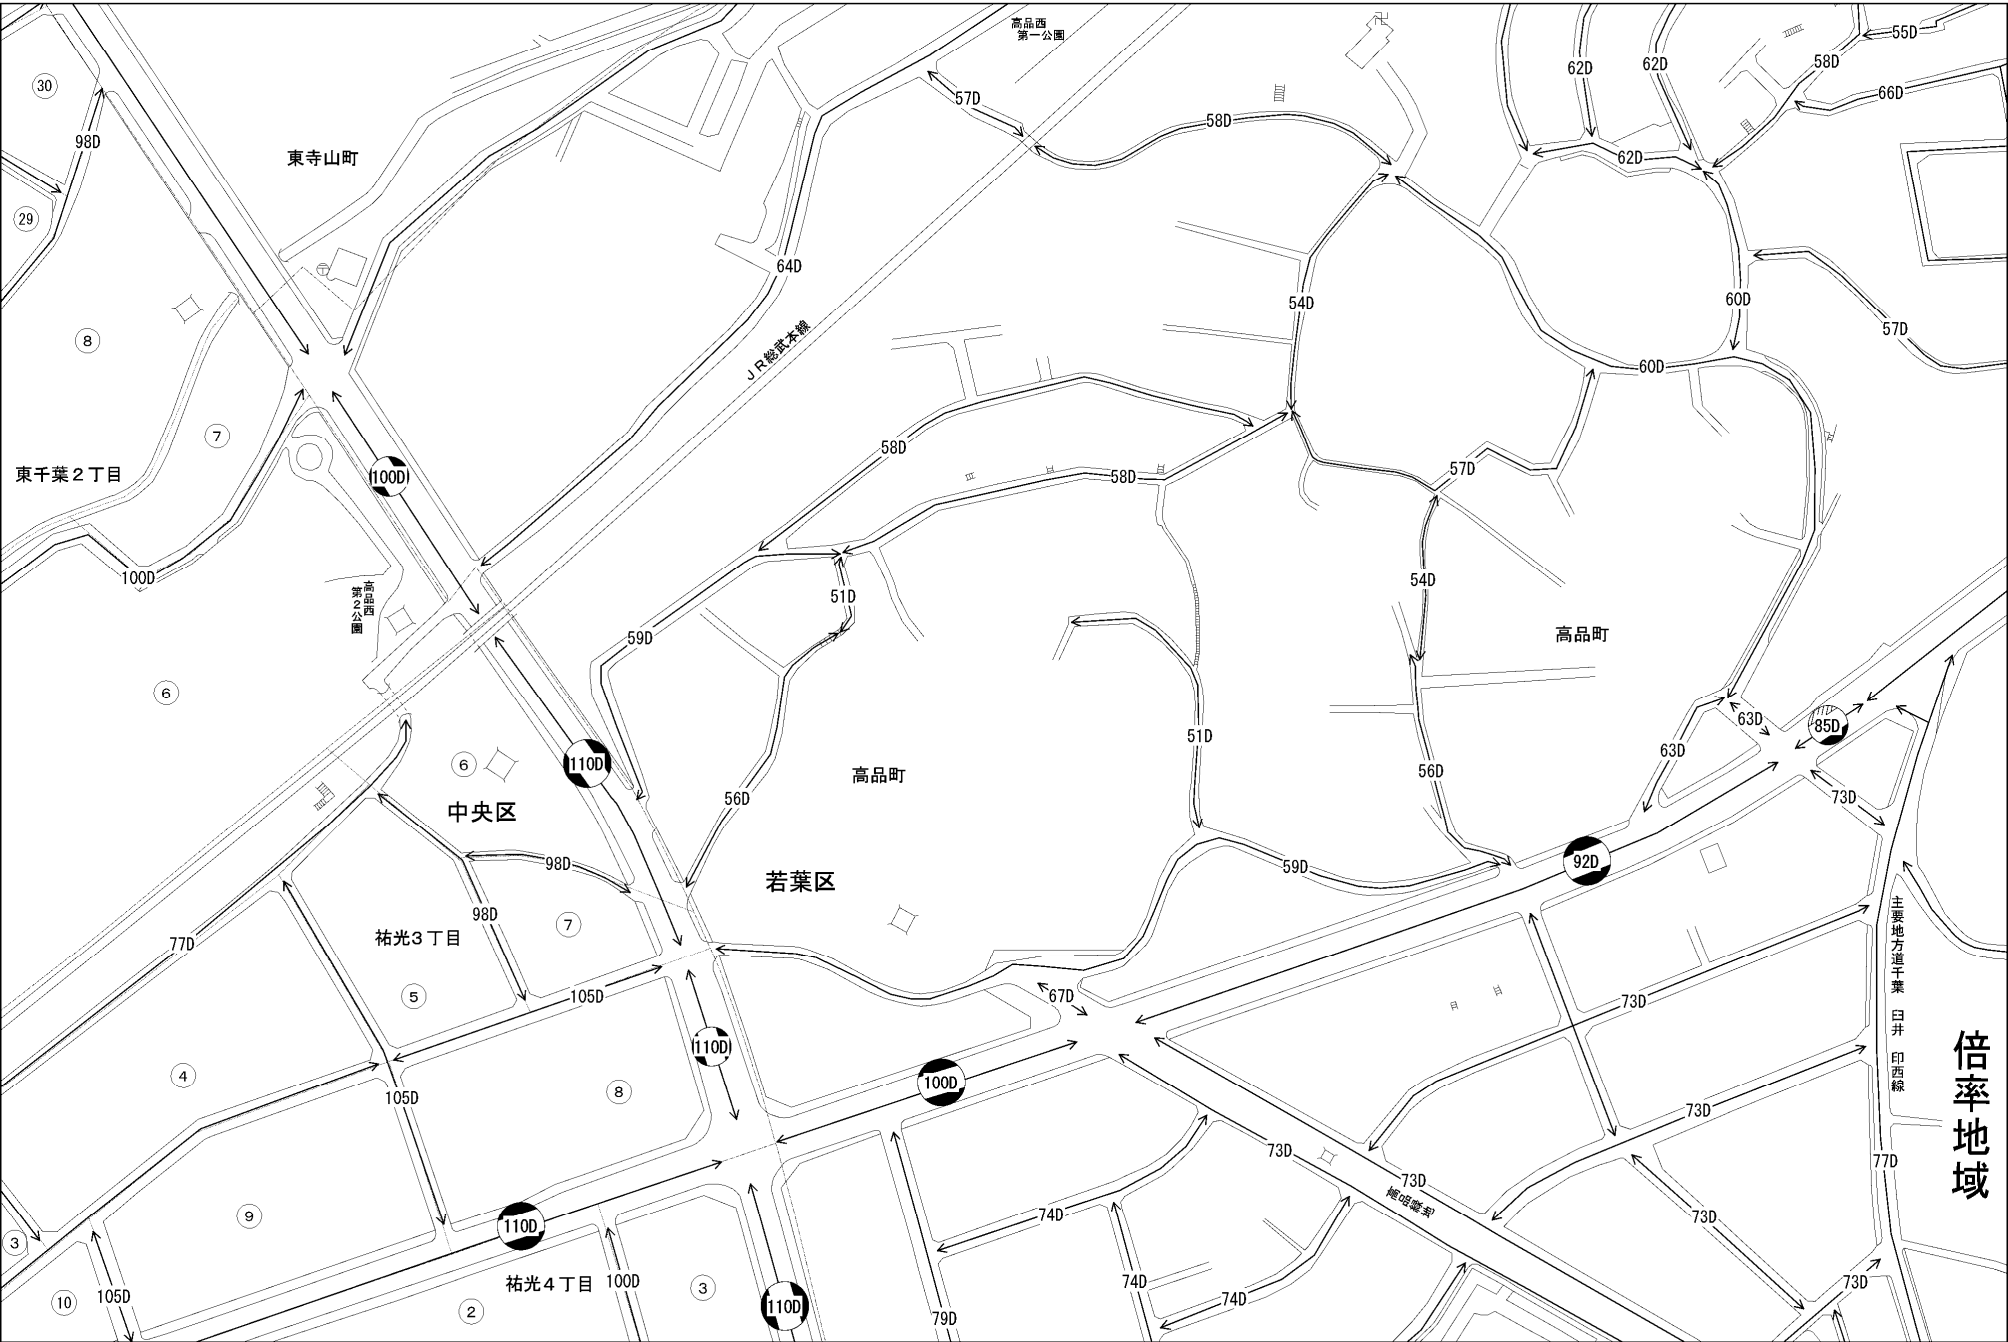 高品西
第一公園
55D
58D
62D
62D
30
66D
57D
58D
98D
東寺山町
62D
29
64D
54D
60D
57D
8
JR総武本線
60D
7
58D
東千葉2丁目
57D
100D
58D
100D
54D
高品西
第2公園
51D
59D
高品町
6
63D
85D
51D
63D
6
110D
高品町
56D
56D
73D
中央区
98D
92D
59D
若葉区
98D
7
祐光3丁目
77D
主要地方道千葉 臼井 印西線
5
105D
67D
73D
110D
倍率地域
4
100D
8
105D
73D
73D
77D
73D
高品緑地
73D
9
74D
110D
3
祐光4丁目
100D
3
74D
73D
10
105D
2
110D
79D
74D